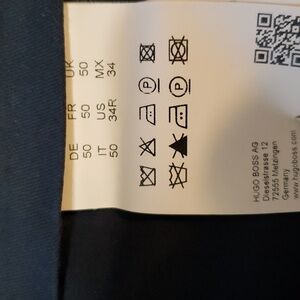 DE FR UK
50 50 50
IT US MX
50 34R 34
P
P
HUGO BOSS AG
Dieselstrasse 12
72555 Metzingen
Germany
www.hugoboss.com